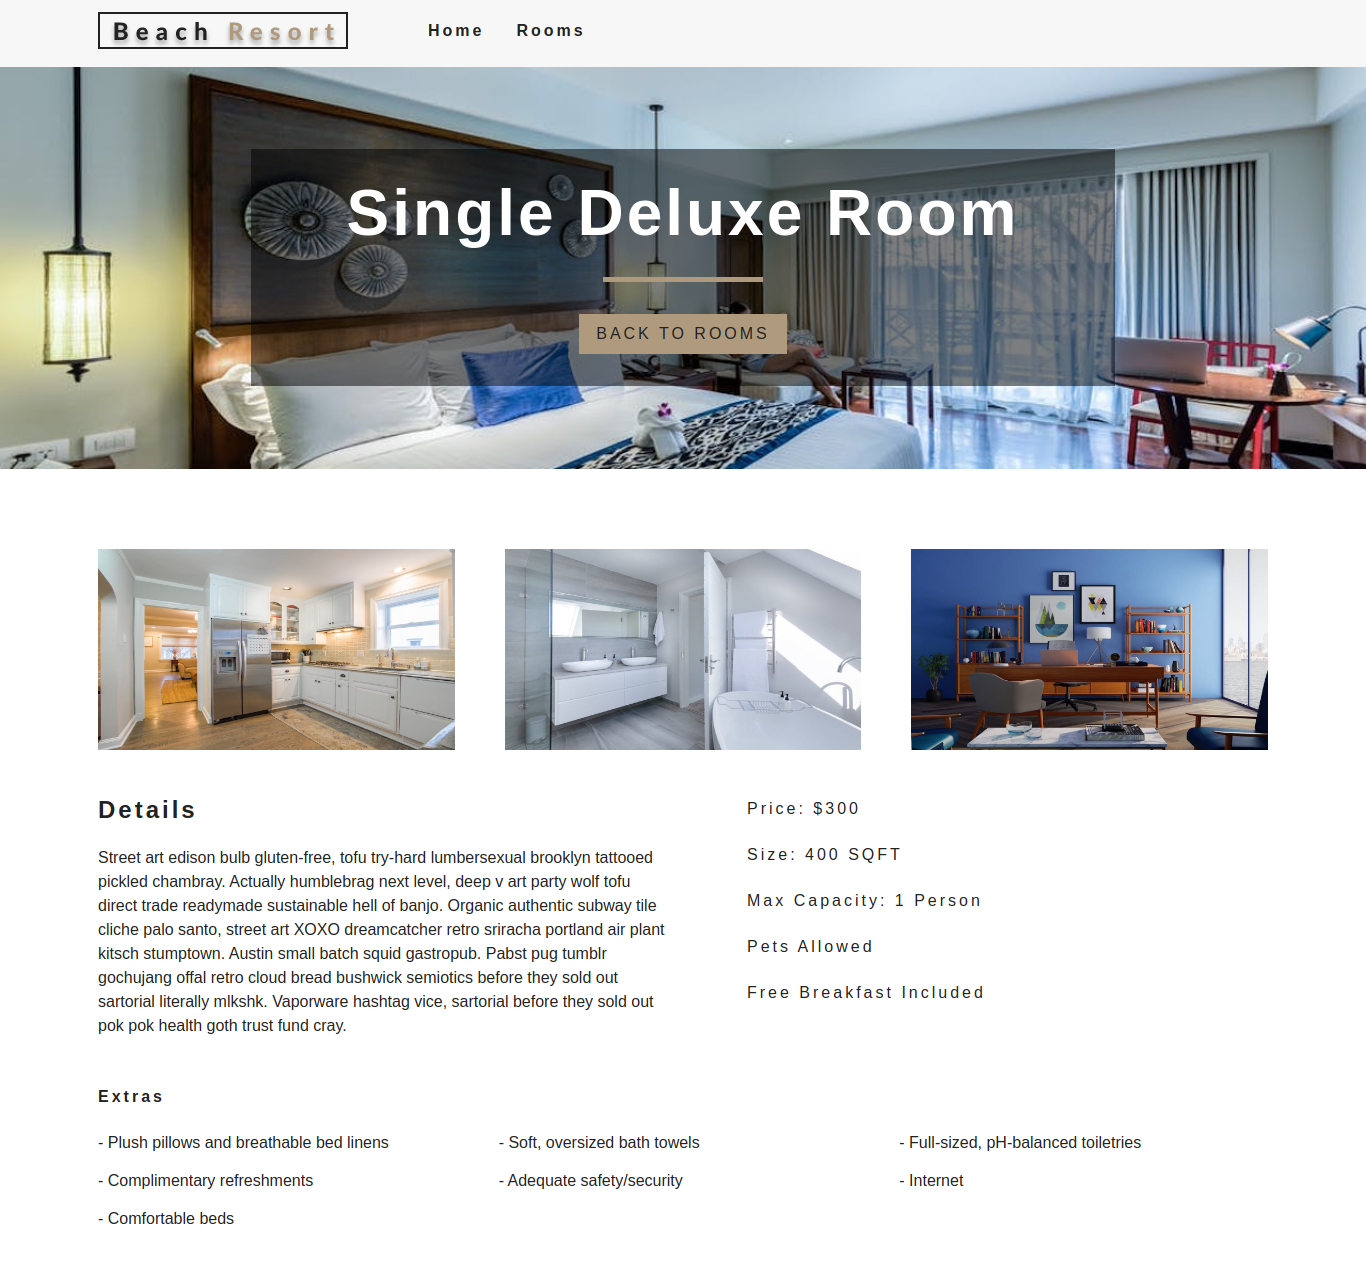 Beach Resort
Home
Rooms
Single Deluxe Room
BACK TO ROOMS
Details
Street art edison bulb gluten-free, tofu try-hard lumbersexual brooklyn tattooed
pickled chambray. Actually humblebrag next level, deep v art party wolf tofu
direct trade readymade sustainable hell of banjo. Organic authentic subway tile
cliche palo santo, street art XOXO dreamcatcher retro sriracha portland air plant
kitsch stumptown. Austin small batch squid gastropub. Pabst pug tumblr
gochujang offal retro cloud bread bushwick semiotics before they sold out
sartorial literally mlkshk. Vaporware hashtag vice, sartorial before they sold out
pok pok health goth trust fund cray.
Price: $300
Size: 400 SQFT
Max Capacity: 1 Person
Pets Allowed
Free Breakfast Included
Extras
- Plush pillows and breathable bed linens
- Soft, oversized bath towels
- Full-sized, pH-balanced toiletries
- Complimentary refreshments
- Adequate safety/security
- Internet
- Comfortable beds